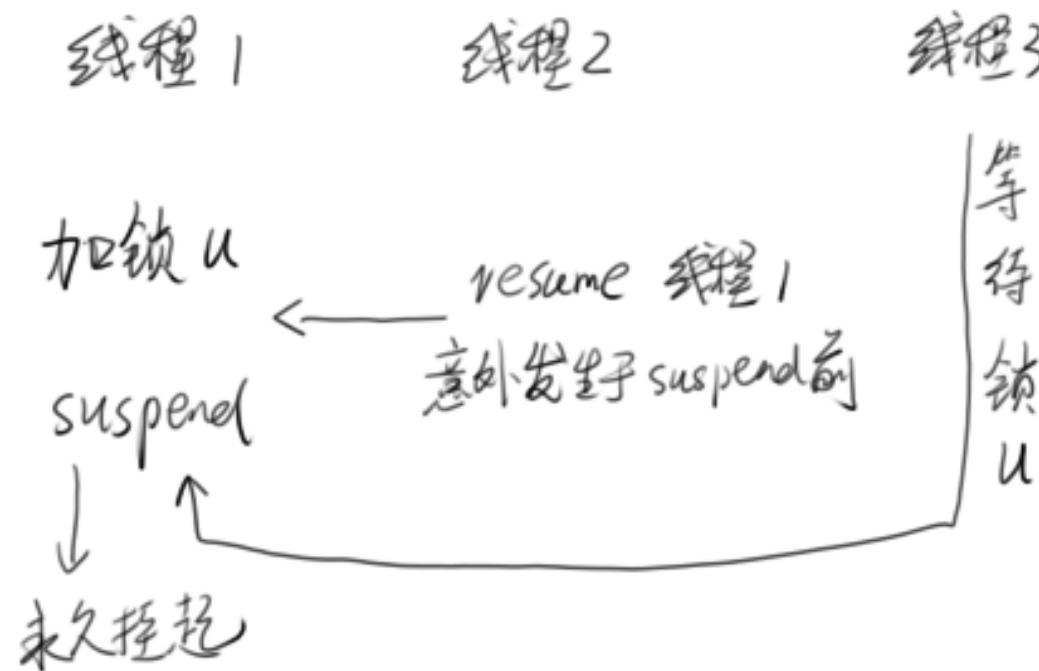 线程1
线程2
线程3
加锁u
resume 线程1
意外发生于suspend前
suspend
永久挂起
等待锁u